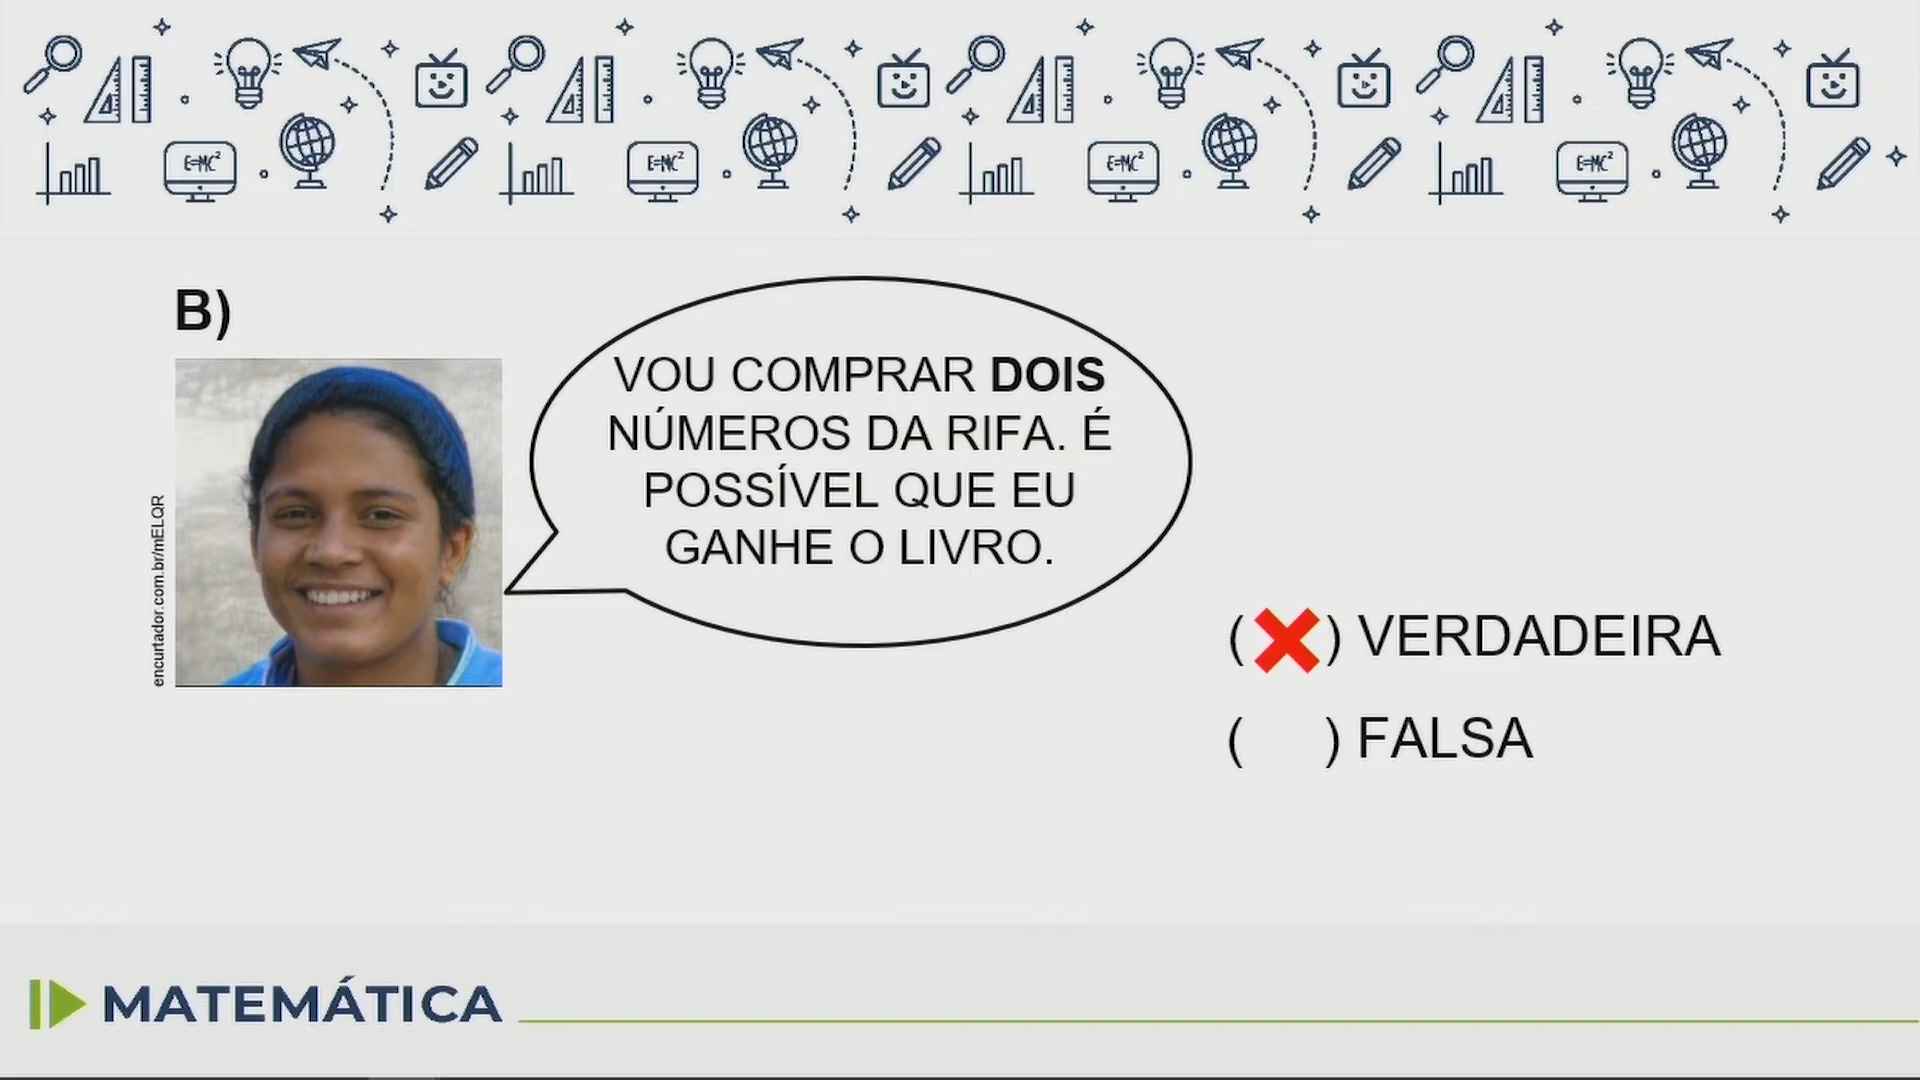 E=MC²
E=MC²
E=MC²
E=MC²
B)
VOU COMPRAR DOIS
NÚMEROS DA RIFA. É
POSSÍVEL QUE EU
GANHE O LIVRO.
encurtador.com.br/mELQR
( ) VERDADEIRA
( ) FALSA
MATEMÁTICA